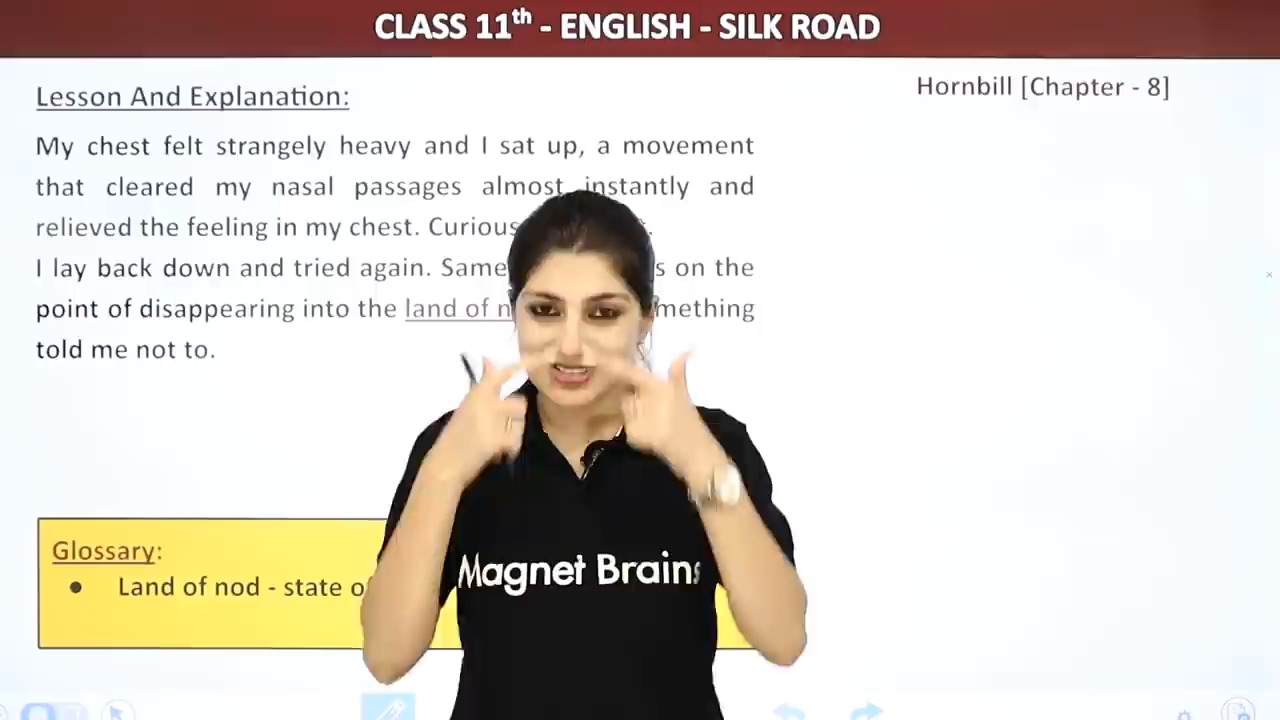 CLASS 11th - ENGLISH - SILK ROAD
Hornbill [Chapter - 8]
Lesson And Explanation:
My chest felt strangely heavy and I sat up, a movement
that cleared my nasal passages almost instantly and
relieved the feeling in my chest. Curious
I lay back down and tried again. Same on the
point of disappearing into the land of
told me not to.
Glossary:
● Land of nod - state
Magnet Brains